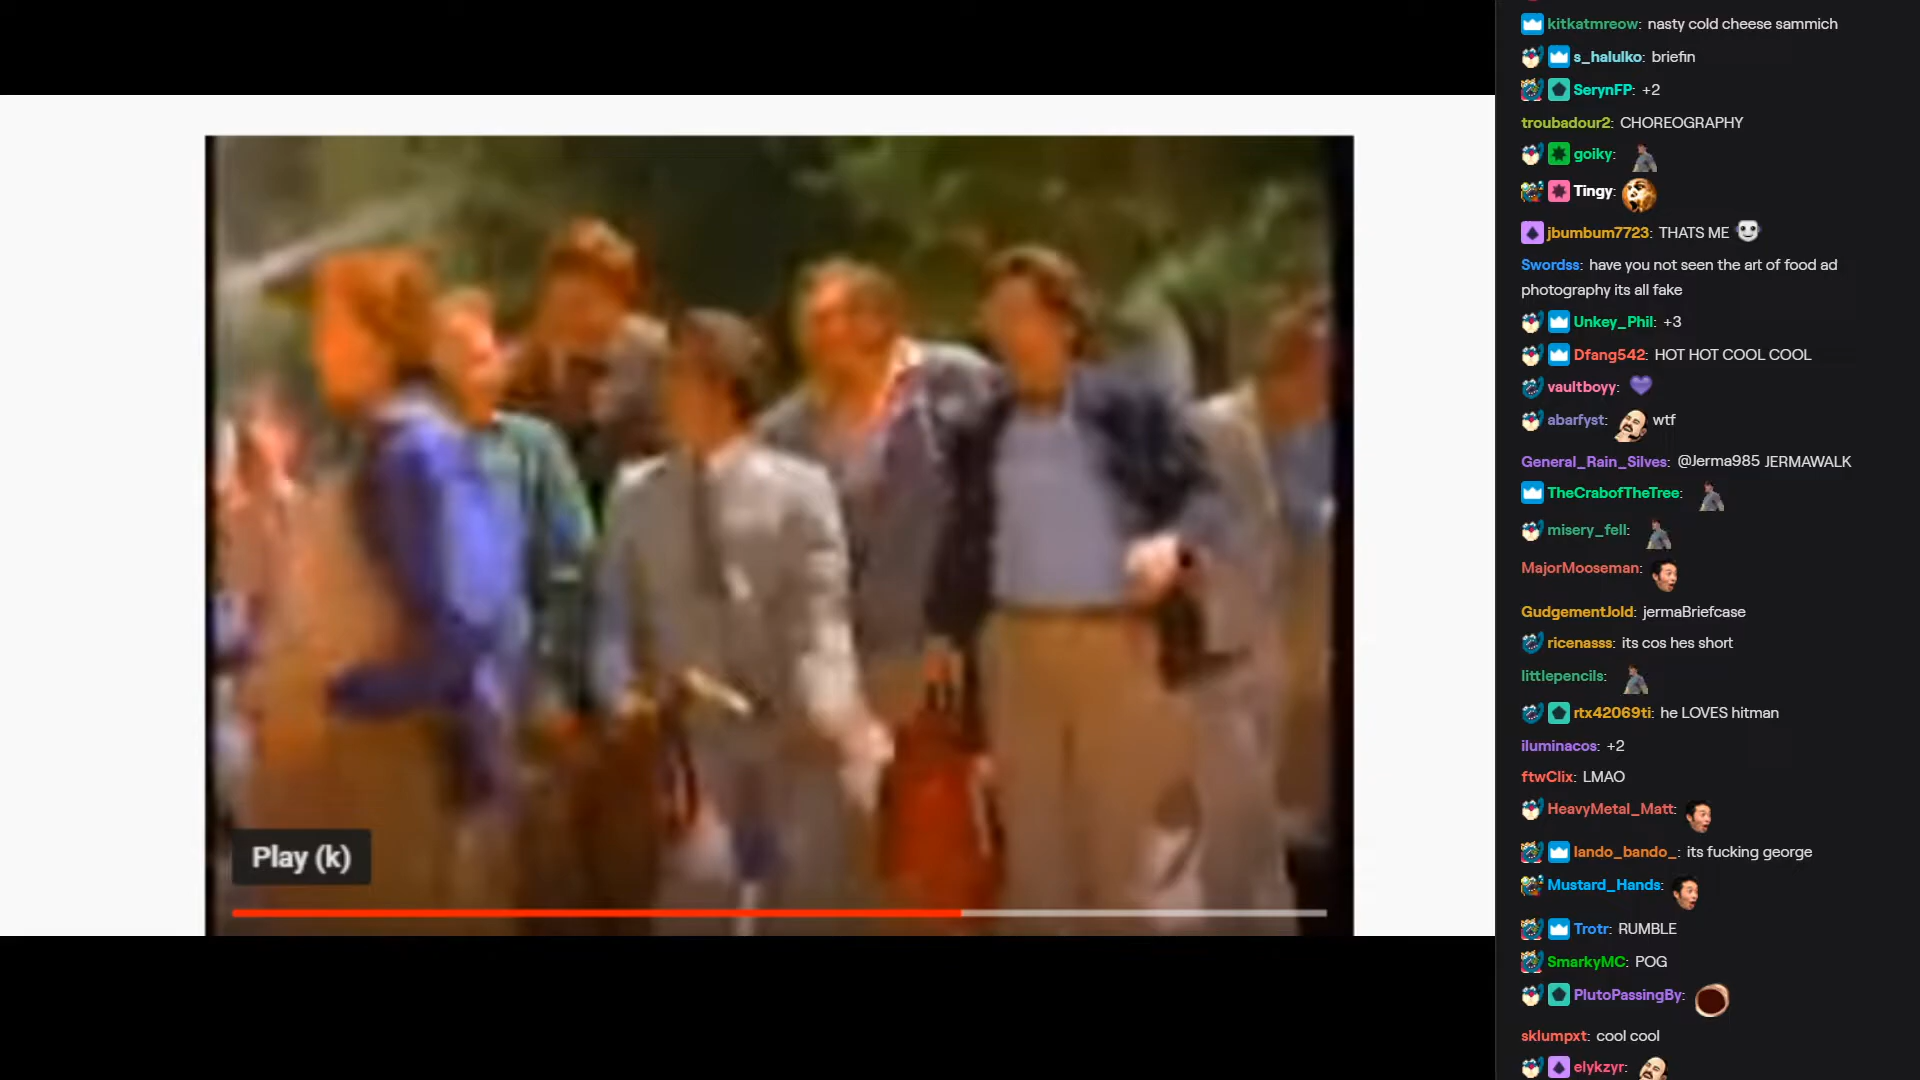 kitkatmreow: nasty cold cheese sammich
s_halulko: briefin
SerynFP: +2
troubadour2: CHOREOGRAPHY
goiky:
Tingy:
jbumbum7723: THATS ME
Swordss: have you not seen the art of food ad
photography its all fake
Unkey_Phil: +3
Dfang542: HOT HOT COOL COOL
vaultboyy:
abarfyst: wtf
General_Rain_Silves: @Jerma985 JERMAWALK
TheCrabofTheTree:
misery_fell:
MajorMooseman:
GudgementJold: jermaBriefcase
ricenasss: its cos hes short
littlepencils:
rtx42069ti: he LOVES hitman
iluminacos: +2
ftwClix: LMAO
HeavyMetal_Matt:
lando_bando_: its fucking george
Mustard_Hands:
Trotr: RUMBLE
SmarkyMC: POG
PlutoPassingBy:
sklumpxt: cool cool
elykzyr:
Play (k)